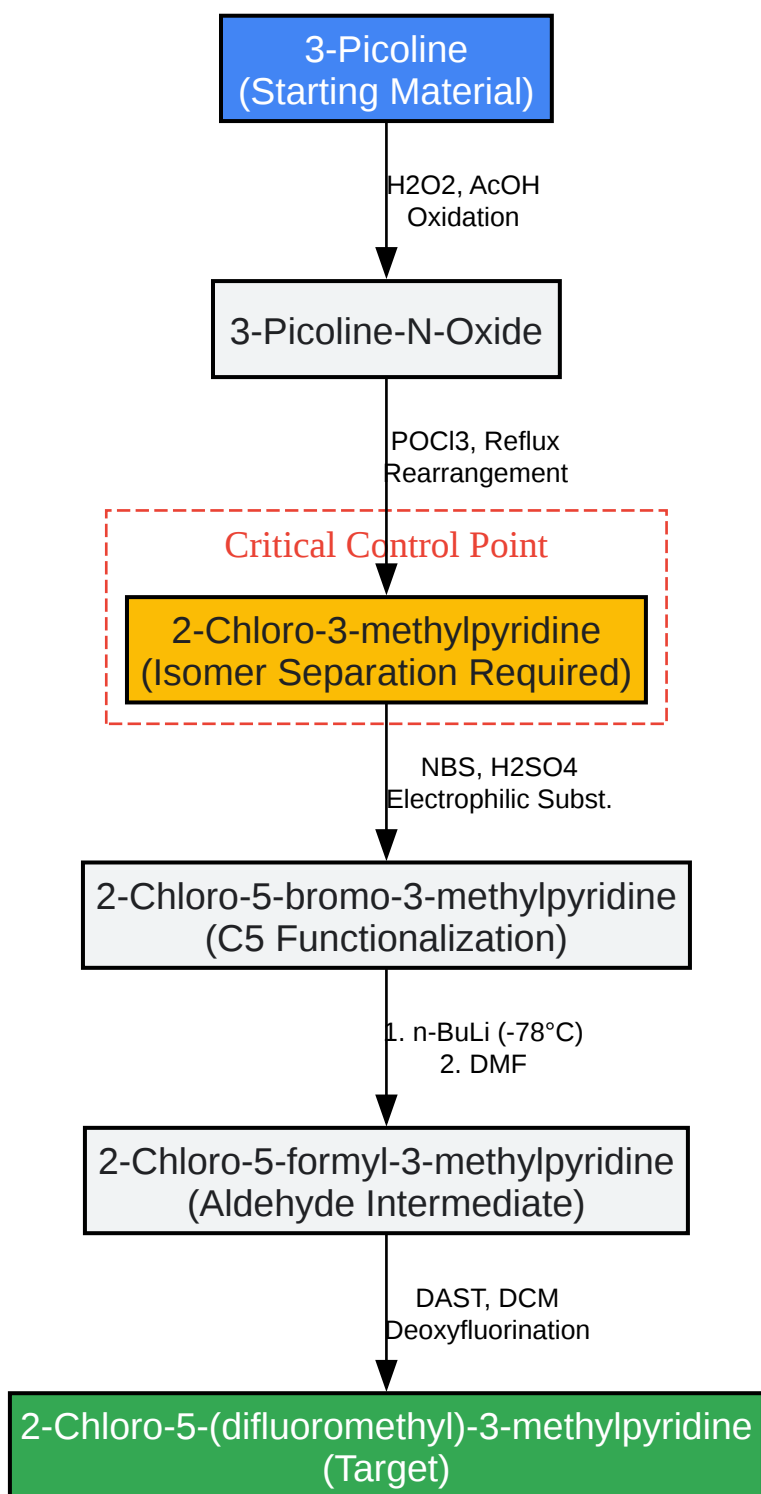 3-Picoline
(Starting Material)
H2O2, AcOH
Oxidation
3-Picoline-N-Oxide
POCl3, Reflux
Rearrangement
Critical Control Point
2-Chloro-3-methylpyridine
(Isomer Separation Required)
NBS, H2SO4
Electrophilic Subst.
2-Chloro-5-bromo-3-methylpyridine
(C5 Functionalization)
1. n-BuLi (-78°C)
2. DMF
2-Chloro-5-formyl-3-methylpyridine
(Aldehyde Intermediate)
DAST, DCM
Deoxyfluorination
2-Chloro-5-(difluoromethyl)-3-methylpyridine
(Target)